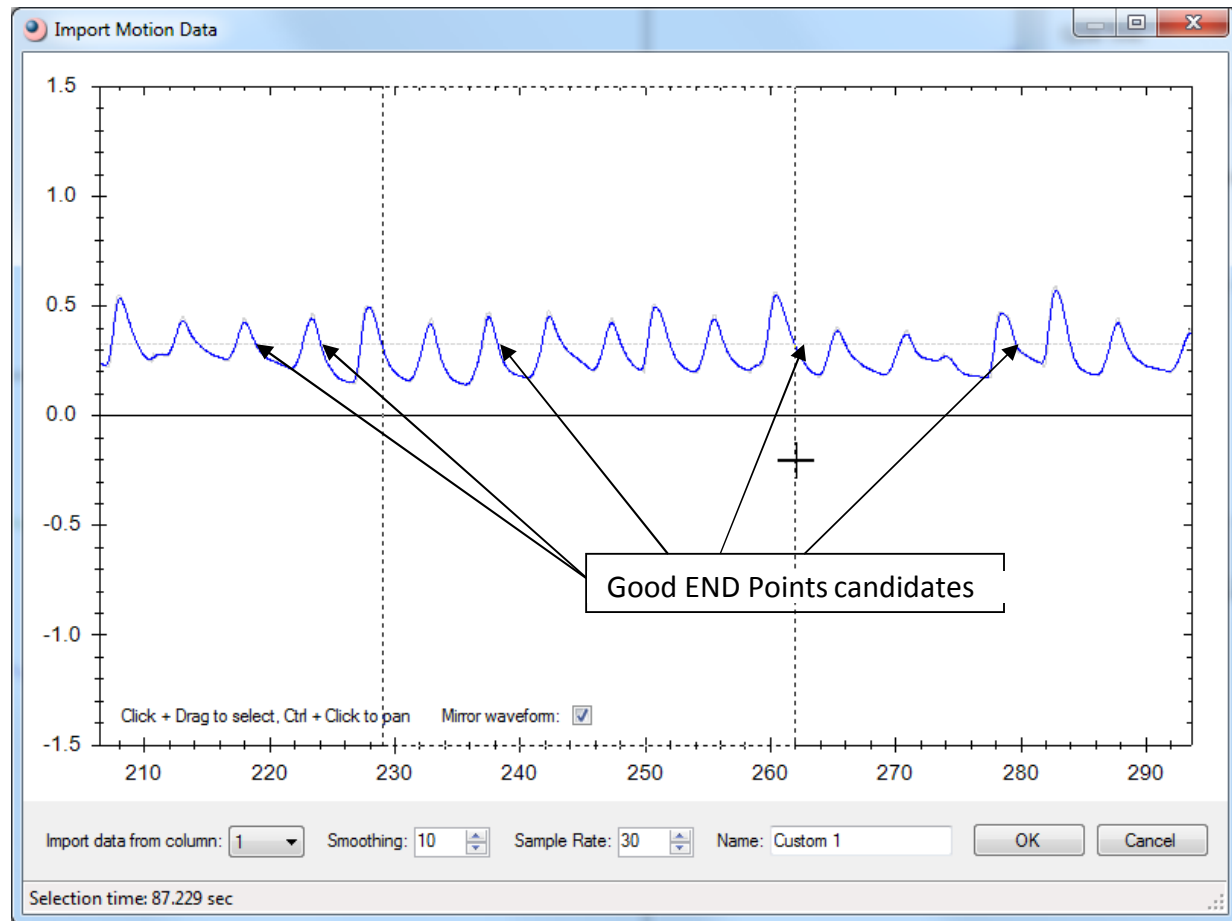 Import Motion Data
1.5
1.0
0.5
0.0
-0.5
-1.0
-1.5
Good END Points candidates
Click + Drag to select, Ctrl + Click to pan Mirror waveform:
210 220 230 240 250 260 270 280 290
Import data from column: 1 Smoothing: 10 Sample Rate: 30 Name: Custom 1 OK Cancel
Selection time: 87.229 sec